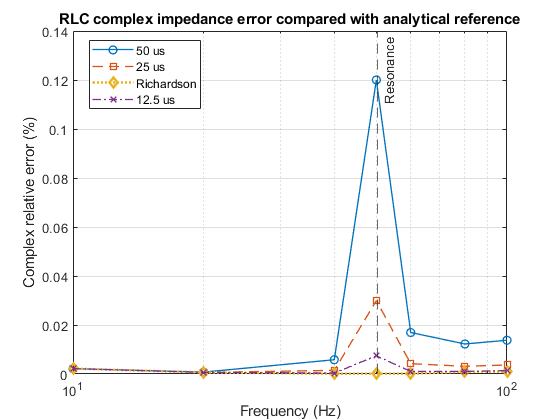 RLC complex impedance error compared with analytical reference
0.14
0.12
0.1
0.08
0.06
0.04
0.02
0
Complex relative error (%)
50 us
25 us
Richardson
12.5 us
Resonance
10^1
10^2
Frequency (Hz)